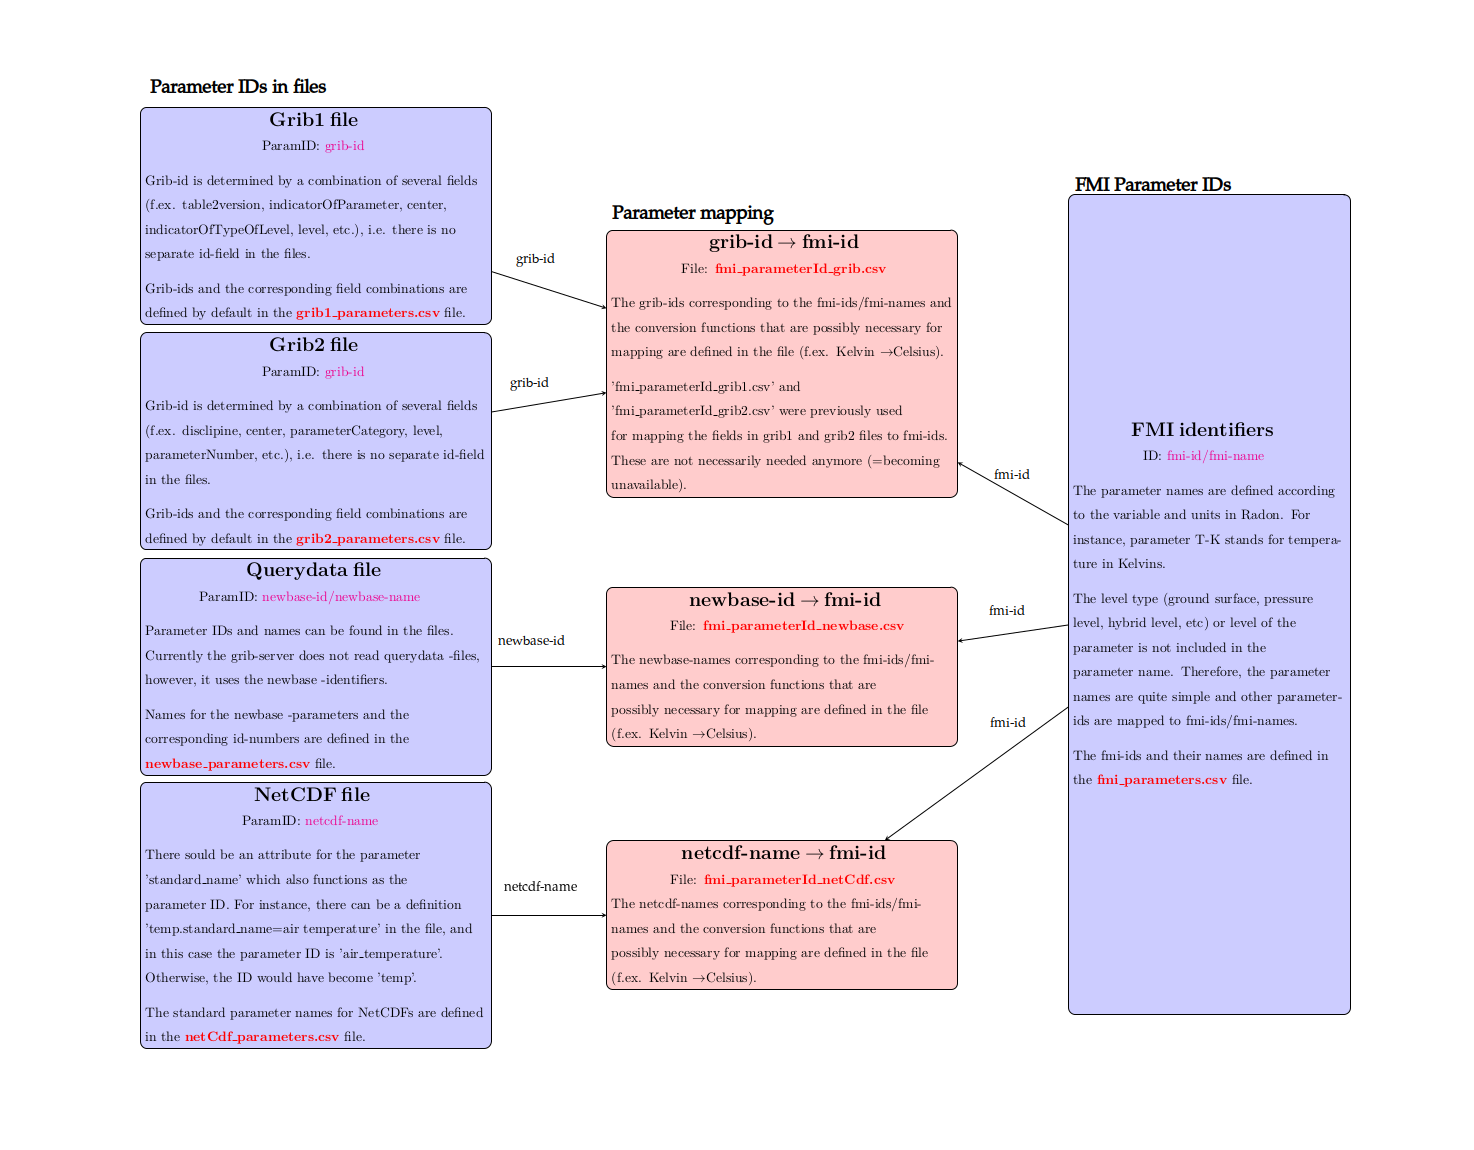 Parameter IDs in files
Grib1 file
ParamID: grib-id
Grib-id is determined by a combination of several fields
(f.ex. table2version, indicatorOfParameter, center,
indicatorOfTypeOfLevel, level, etc.), i.e. there is no
separate id-field in the files.
Grib-ids and the corresponding field combinations are
defined by default in the grib1_parameters.csv file.
Grib2 file
ParamID: grib-id
Grib-id is determined by a combination of several fields
(f.ex. disclipine, center, parameterCategory, level,
parameterNumber, etc.), i.e. there is no separate id-field
in the files.
Grib-ids and the corresponding field combinations are
defined by default in the grib2_parameters.csv file.
Querydata file
ParamID: newbase-id/newbase-name
Parameter IDs and names can be found in the files.
Currently the grib-server does not read querydata -files,
however, it uses the newbase -identifiers.
Names for the newbase -parameters and the
corresponding id-numbers are defined in the
newbase_parameters.csv file.
NetCDF file
ParamID: netcdf-name
There sould be an attribute for the parameter
'standard_name' which also functions as the
parameter ID. For instance, there can be a definition
'temp.standard_name=air temperature' in the file, and
in this case the parameter ID is 'air_temperature'.
Otherwise, the ID would have become 'temp'.
The standard parameter names for NetCDFs are defined
in the netCdf_parameters.csv file.
grib-id
grib-id
newbase-id
netcdf-name
Parameter mapping
grib-id → fmi-id
File: fmi_parameterId_grib.csv
The grib-ids corresponding to the fmi-ids/fmi-names and
the conversion functions that are possibly necessary for
mapping are defined in the file (f.ex. Kelvin →Celsius).
'fmi_parameterId_grib1.csv' and
'fmi_parameterId_grib2.csv' were previously used
for mapping the fields in grib1 and grib2 files to fmi-ids.
These are not necessarily needed anymore (=becoming
unavailable).
newbase-id → fmi-id
File: fmi_parameterId_newbase.csv
The newbase-names corresponding to the fmi-ids/fmi-
names and the conversion functions that are
possibly necessary for mapping are defined in the file
(f.ex. Kelvin →Celsius).
netcdf-name → fmi-id
File: fmi_parameterId_netCdf.csv
The netcdf-names corresponding to the fmi-ids/fmi-
names and the conversion functions that are
possibly necessary for mapping are defined in the file
(f.ex. Kelvin →Celsius).
fmi-id
fmi-id
fmi-id
FMI Parameter IDs
FMI identifiers
ID: fmi-id/fmi-name
The parameter names are defined according
to the variable and units in Radon. For
instance, parameter T-K stands for tempera-
ture in Kelvins.
The level type (ground surface, pressure
level, hybrid level, etc) or level of the
parameter is not included in the
parameter name. Therefore, the parameter
names are quite simple and other parameter-
ids are mapped to fmi-ids/fmi-names.
The fmi-ids and their names are defined in
the fmi_parameters.csv file.